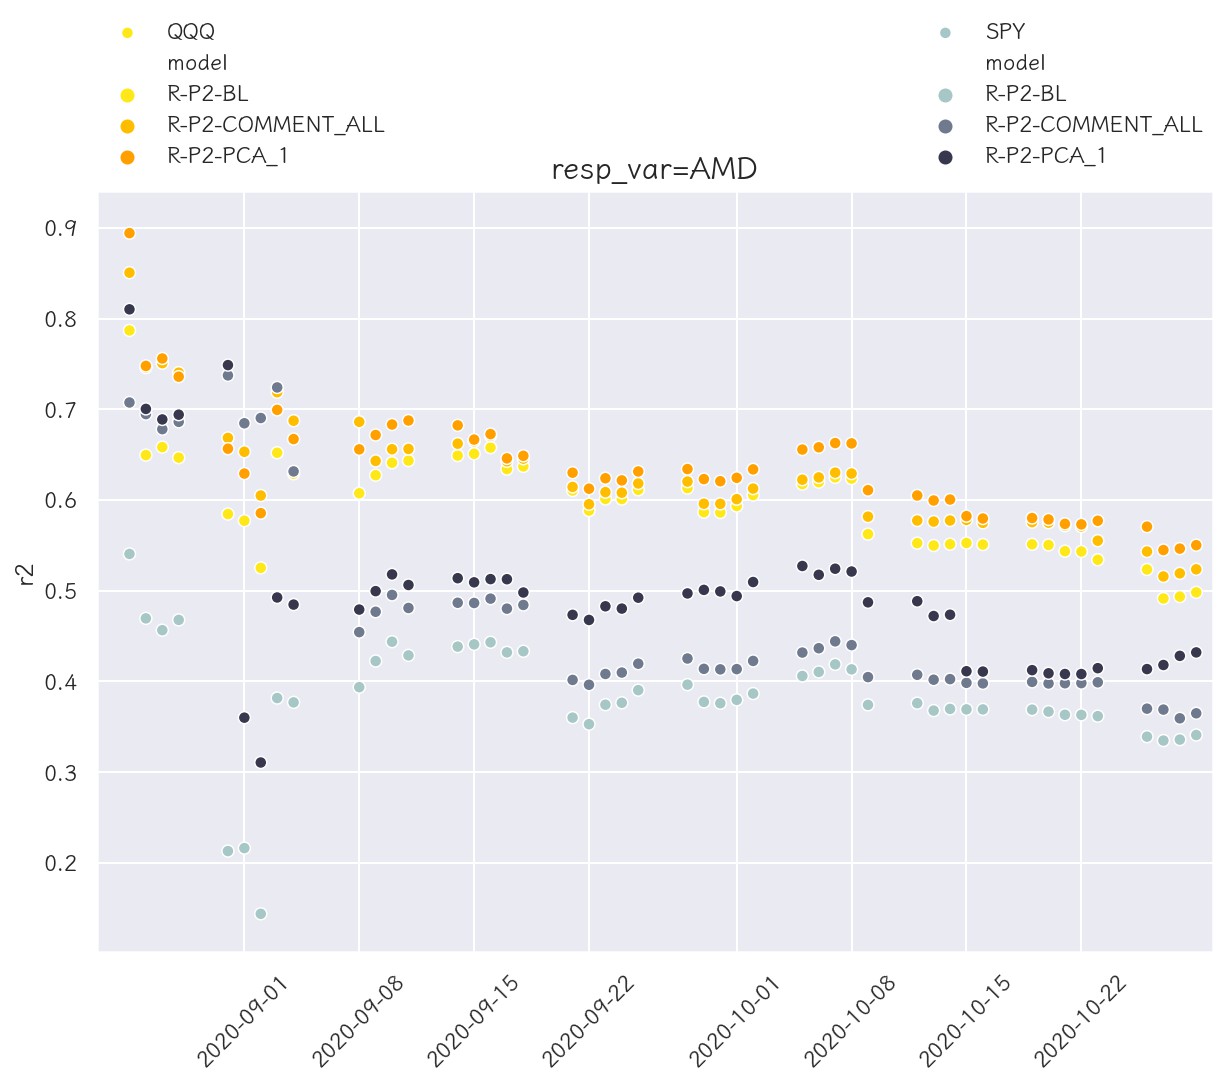 QQQ
model
R-P2-BL
R-P2-COMMENT_ALL
R-P2-PCA_1
SPY
model
R-P2-BL
R-P2-COMMENT_ALL
R-P2-PCA_1
resp_var=AMD
0.9
0.8
0.7
0.6
0.5
0.4
0.3
0.2
r2
2020-09-01
2020-09-08
2020-09-15
2020-09-22
2020-10-01
2020-10-08
2020-10-15
2020-10-22